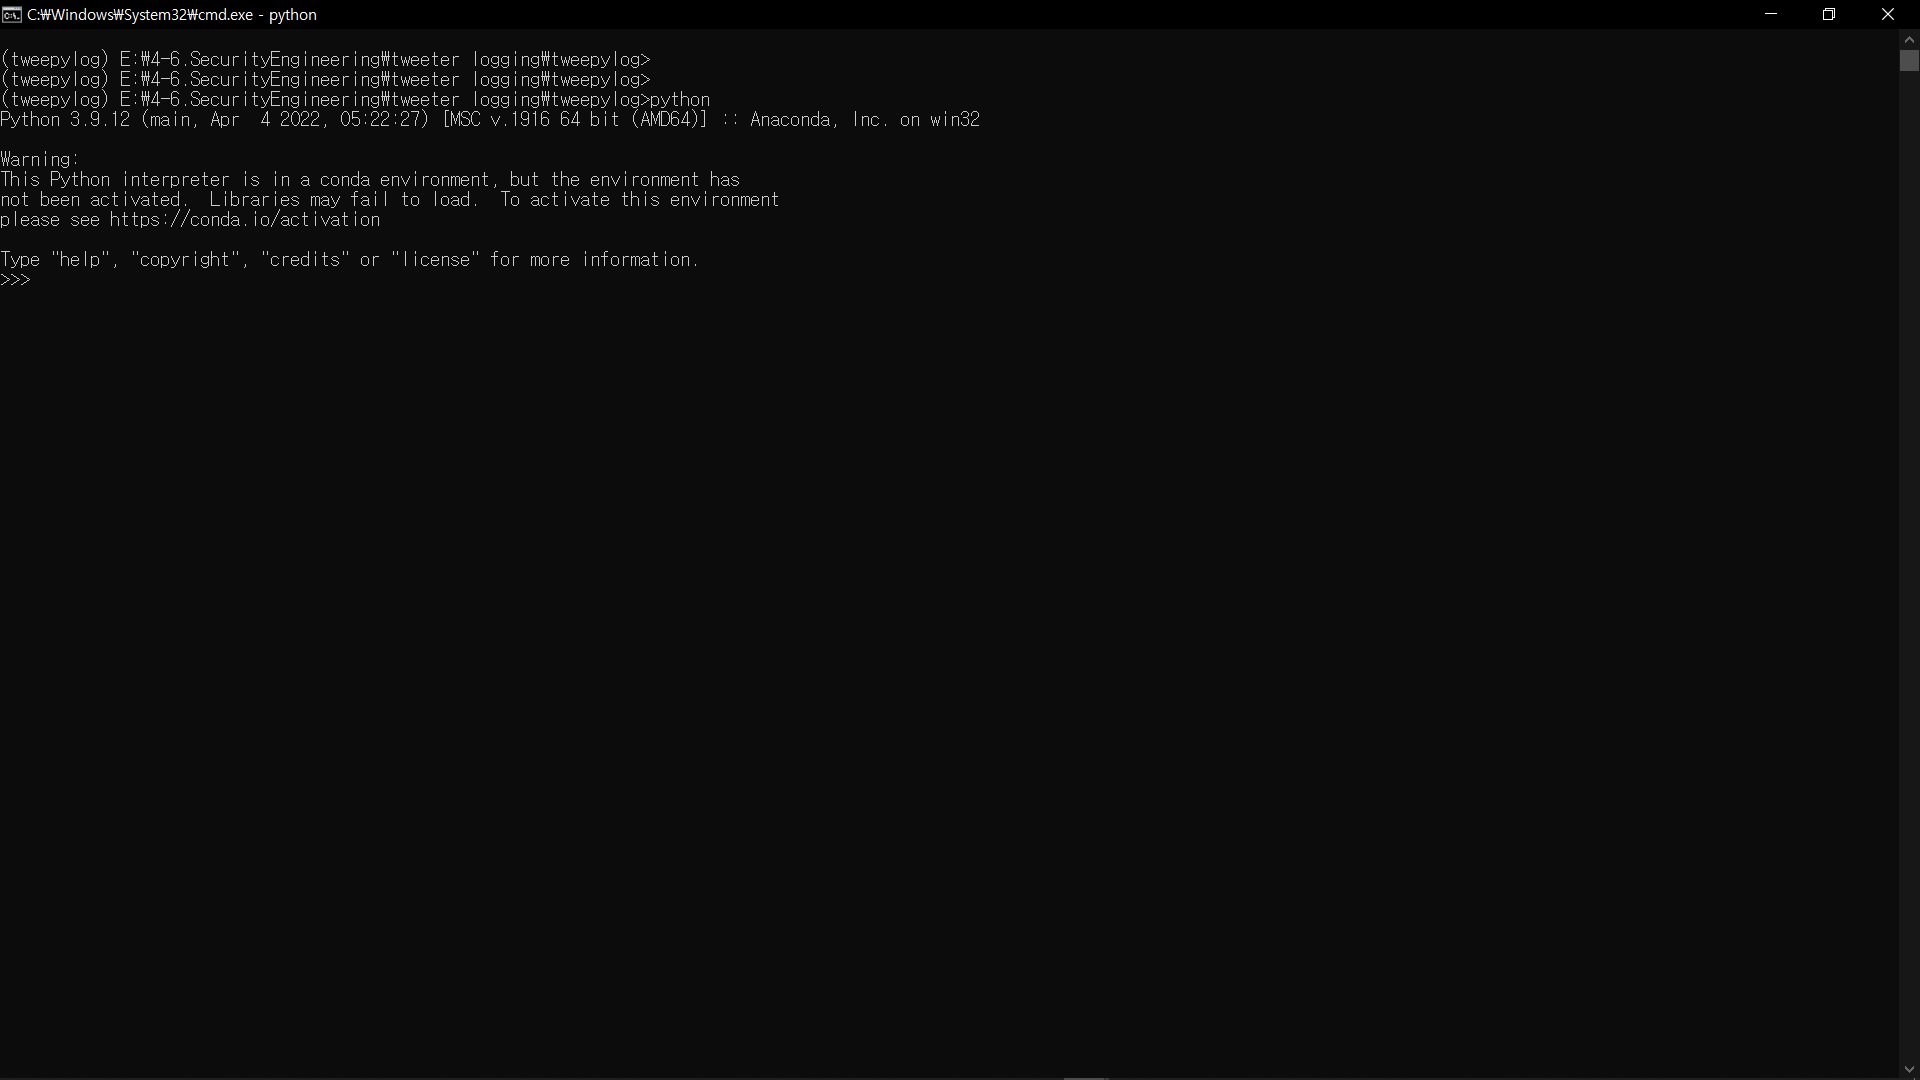 C:₩Windows₩System32₩cmd.exe - python
(tweepylog) E:₩4-6.SecurityEngineering₩tweeter logging₩tweepylog>
(tweepylog) E:₩4-6.SecurityEngineering₩tweeter logging₩tweepylog>
(tweepylog) E:₩4-6.SecurityEngineering₩tweeter logging₩tweepylog>python
Python 3.9.12 (main, Apr  4 2022, 05:22:27) [MSC v.1916 64 bit (AMD64)] :: Anaconda, Inc. on win32
Warning:
This Python interpreter is in a conda environment, but the environment has
not been activated.  Libraries may fail to load.  To activate this environment
please see https://conda.io/activation
Type "help", "copyright", "credits" or "license" for more information.
>>>